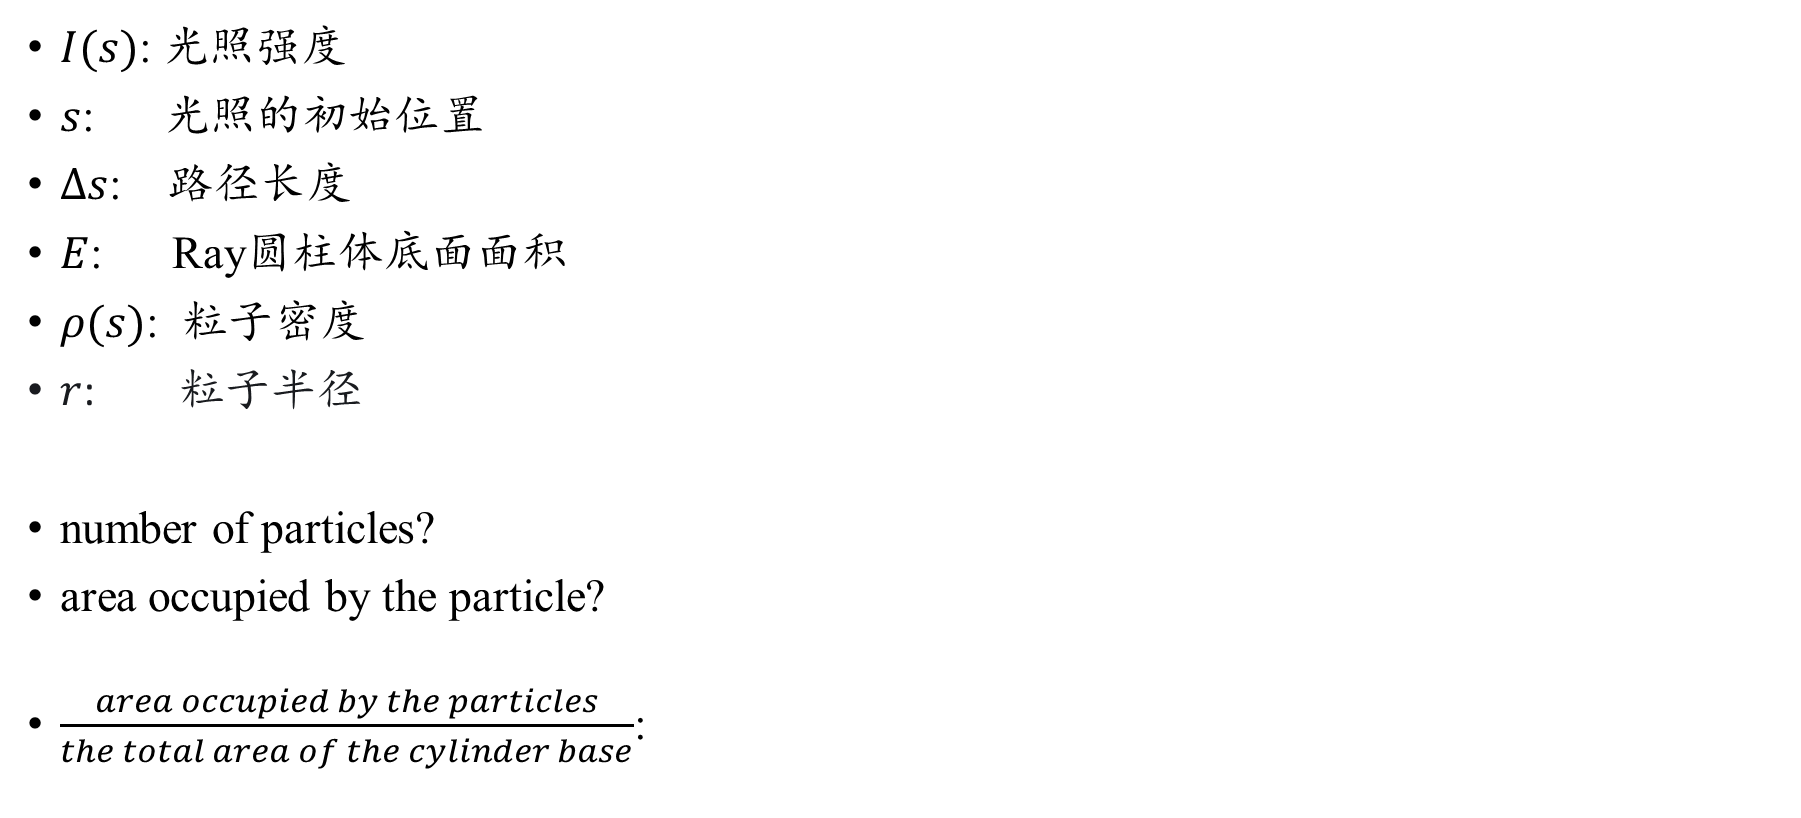 • I(s): 光照强度
• s: 光照的初始位置
• Δs: 路径长度
• E: Ray圆柱体底面面积
• ρ(s): 粒子密度
• r: 粒子半径
• number of particles?
• area occupied by the particle?
• area occupied by the particles
the total area of the cylinder base: